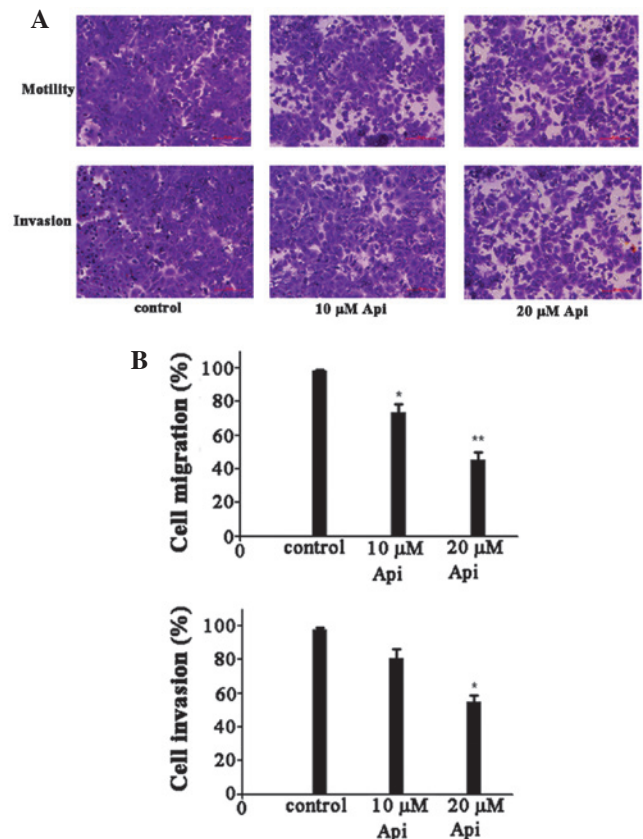 A
Motility
Invasion
control
10 µM Api
20 µM Api
B
Cell migration (%)
100
80
60
40
20
0
*
**
0
control
10 µM
Api
20 µM
Api
Cell invasion (%)
100
80
60
40
20
0
*
0
control
10 µM
Api
20 µM
Api